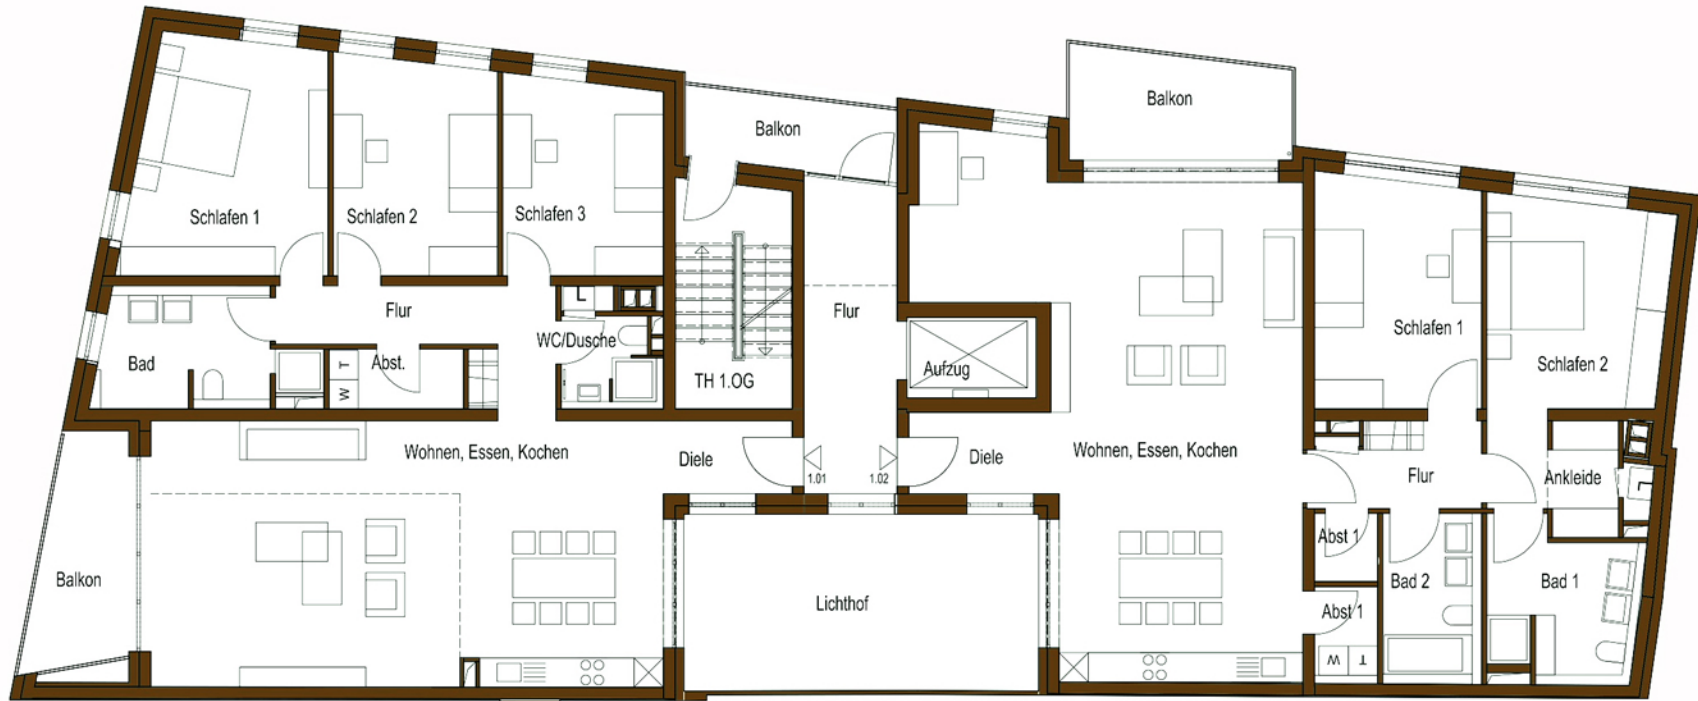 Balkon
Balkon
Schlafen 1
Schlafen 2
Schlafen 3
Flur
Flur
WC/Dusche
Bad
Abst.
W
T
TH 1.OG
Aufzug
Schlafen 1
Schlafen 2
Wohnen, Essen, Kochen
Diele
1.01
1.02
Diele
Wohnen, Essen, Kochen
Flur
Ankleide
Balkon
Lichthof
Abst 1
Bad 2
Bad 1
Abst 1
W
T